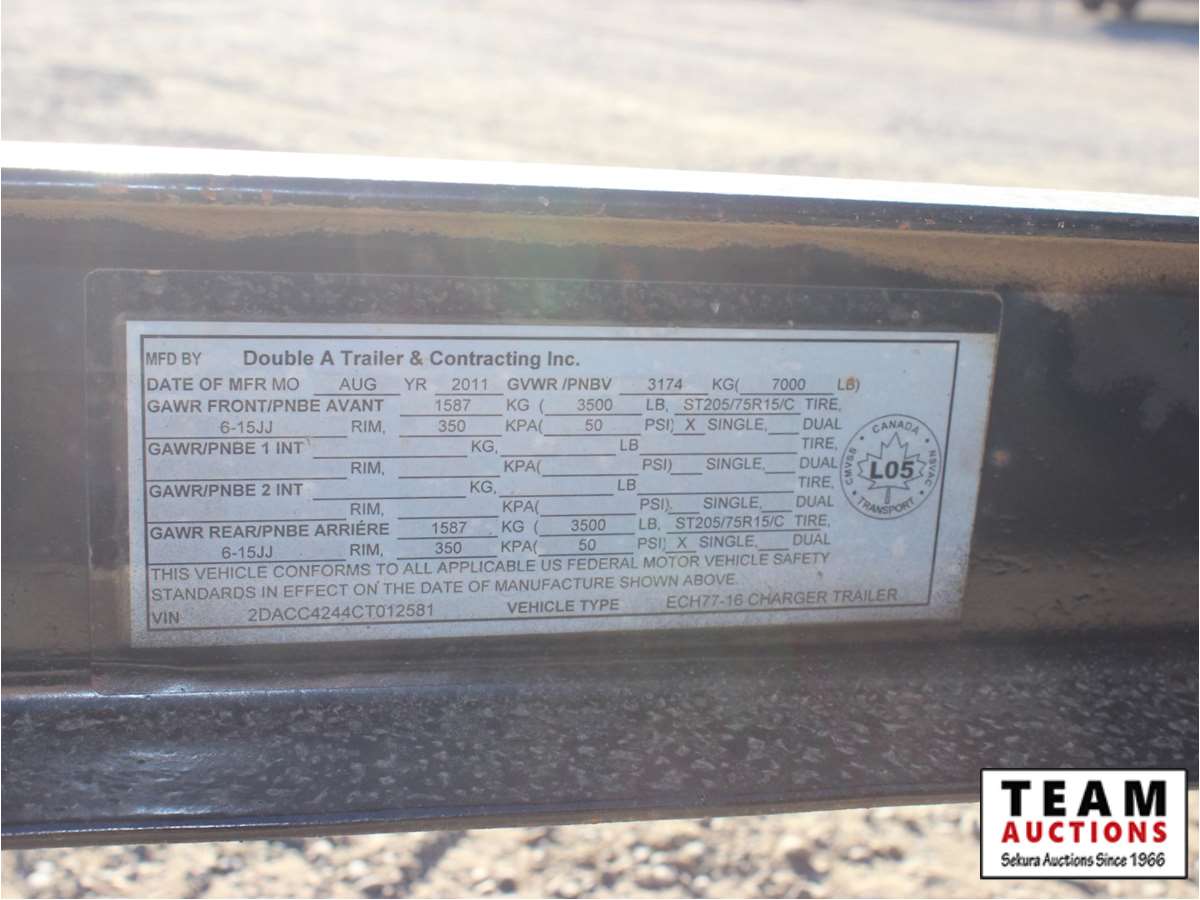 MFD BY Double A Trailer & Contracting Inc.
DATE OF MFR MO AUG YR 2011 GVWR /PNBV 3174 KG( 7000 LB)
GAWR FRONT/PNBE AVANT 1587 KG ( 3500 LB, ST205/75R15/C TIRE,
6-15JJ RIM, 350 KPA( 50 PSI) X SINGLE, DUAL
GAWR/PNBE 1 INT KG, LB TIRE,
RIM, KPA( PSI) SINGLE, DUAL
GAWR/PNBE 2 INT KG, LB TIRE,
RIM, KPA( PSI), SINGLE, DUAL
GAWR REAR/PNBE ARRIÉRE 1587 KG ( 3500 LB, ST205/75R15/C TIRE,
6-15JJ RIM, 350 KPA( 50 PSI) X SINGLE, DUAL
THIS VEHICLE CONFORMS TO ALL APPLICABLE US FEDERAL MOTOR VEHICLE SAFETY
STANDARDS IN EFFECT ON THE DATE OF MANUFACTURE SHOWN ABOVE.
VIN 2DACC4244CT012581 VEHICLE TYPE ECH77-16 CHARGER TRAILER
CANADA
CMVSS L05 NSVAC
TRANSPORT
TEAM
AUCTIONS
Sekura Auctions Since 1966